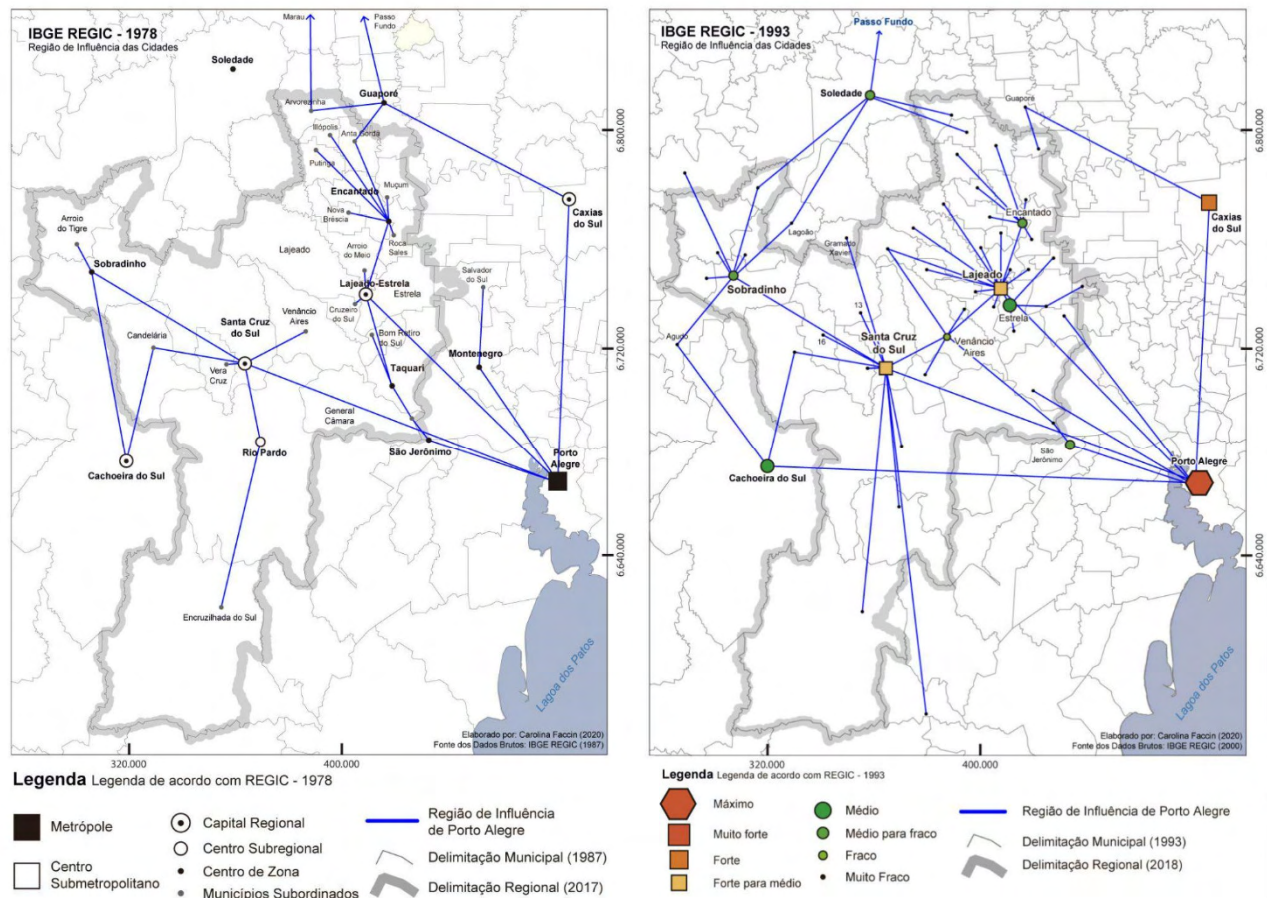 IBGE REGIC - 1978
Região de Influência das Cidades
Marau
Passo
Fundo
Soledade
Guaporé
Arvorezinha
Ilópolis
Anta Gorda
Putinga
Encantado
Muçum
Nova
Bréscia
Roca
Sales
Caxias
do Sul
Arroio
do Tigre
Sobradinho
Lajeado
Arroio
do Meio
Lajeado-Estrela
Estrela
Salvador
do Sul
Cruzeiro
do Sul
Santa Cruz
do Sul
Venâncio
Aires
Bom Retiro
do Sul
Candelária
Vera
Cruz
Montenegro
Taquari
General
Câmara
Rio Pardo
São Jerônimo
Porto
Alegre
Cachoeira do Sul
Encruzilhada do Sul
Lagoa dos Patos
Elaborado por: Carolina Faccin (2020)
Fonte dos Dados Brutos: IBGE REGIC (1987)
6.800.000
6.720.000
6.640.000
320.000
400.000
Legenda Legenda de acordo com REGIC - 1978
Metrópole
Centro
Submetropolitano
Capital Regional
Centro Subregional
Centro de Zona
Municípios Subordinados
Região de Influência
de Porto Alegre
Delimitação Municipal (1987)
Delimitação Regional (2017)
IBGE REGIC - 1993
Região de Influência das Cidades
Passo Fundo
Soledade
Guaporé
Caxias
do Sul
Encantado
Lagoão
Gramado
Xavier
Lajeado
Sobradinho
Estrela
13
16
Agudo
Santa Cruz
do Sul
Venâncio
Aires
São
Jerônimo
Porto Alegre
Cachoeira do Sul
Lagoa dos Patos
Elaborado por: Carolina Faccin (2020)
Fonte dos Dados Brutos: IBGE REGIC (2000)
6.800.000
6.720.000
6.640.000
320.000
400.000
Legenda Legenda de acordo com REGIC - 1993
Máximo
Muito forte
Forte
Forte para médio
Médio
Médio para fraco
Fraco
Muito Fraco
Região de Influência de Porto Alegre
Delimitação Municipal (1993)
Delimitação Regional (2018)